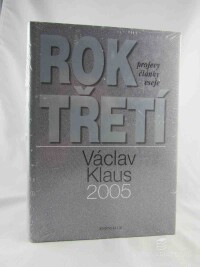 ROK
projevy
články
eseje
TŘETÍ
Václav
Klaus
2005